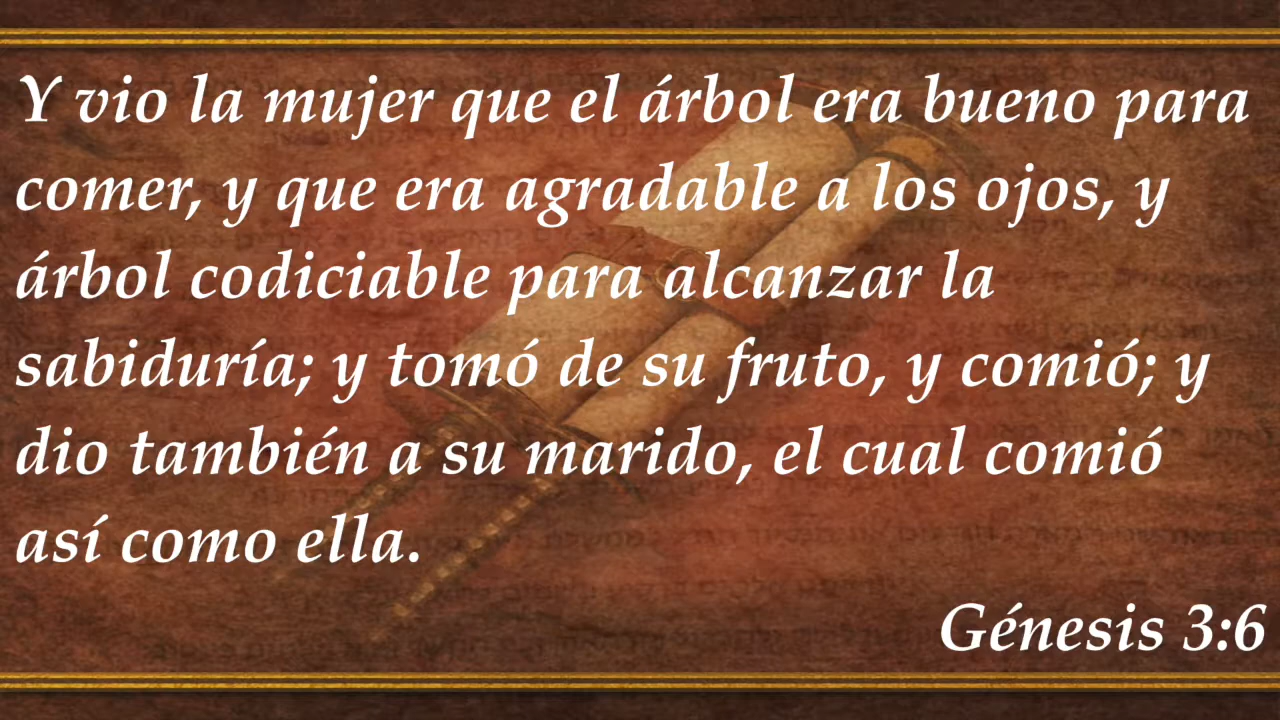 Y vio la mujer que el árbol era bueno para
comer, y que era agradable a los ojos, y
árbol codiciable para alcanzar la
sabiduría; y tomó de su fruto, y comió; y
dio también a su marido, el cual comió
así como ella.
Génesis 3:6